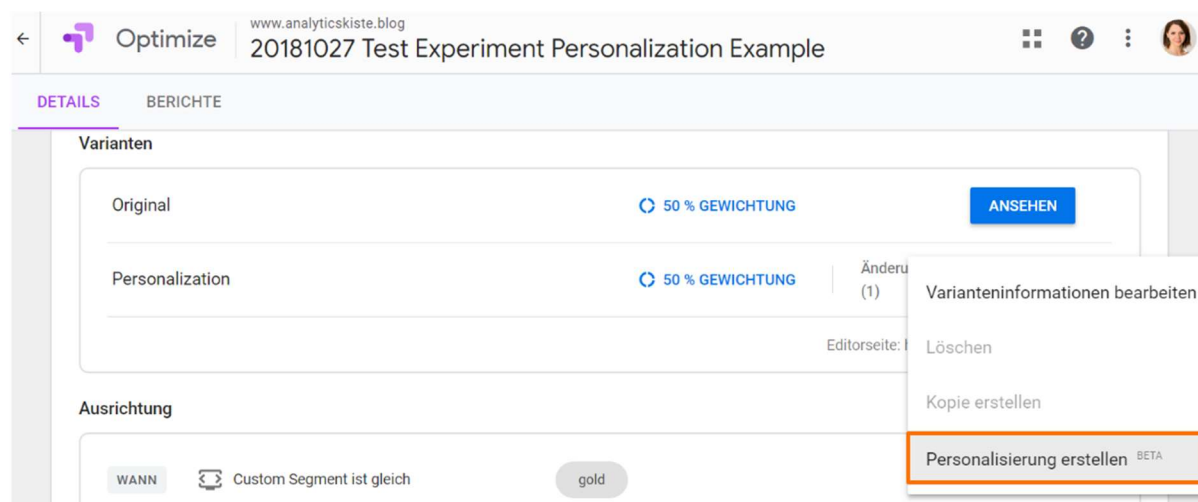 www.analyticskiste.blog
Optimize
20181027 Test Experiment Personalization Example
DETAILS BERICHTE
Varianten
Original 50 % GEWICHTUNG ANSEHEN
Personalization 50 % GEWICHTUNG
(1)
Editorseite:
Varianteninformationen bearbeiten
Löschen
Kopie erstellen
Personalisierung erstellen BETA
Ausrichtung
WANN Custom Segment ist gleich gold